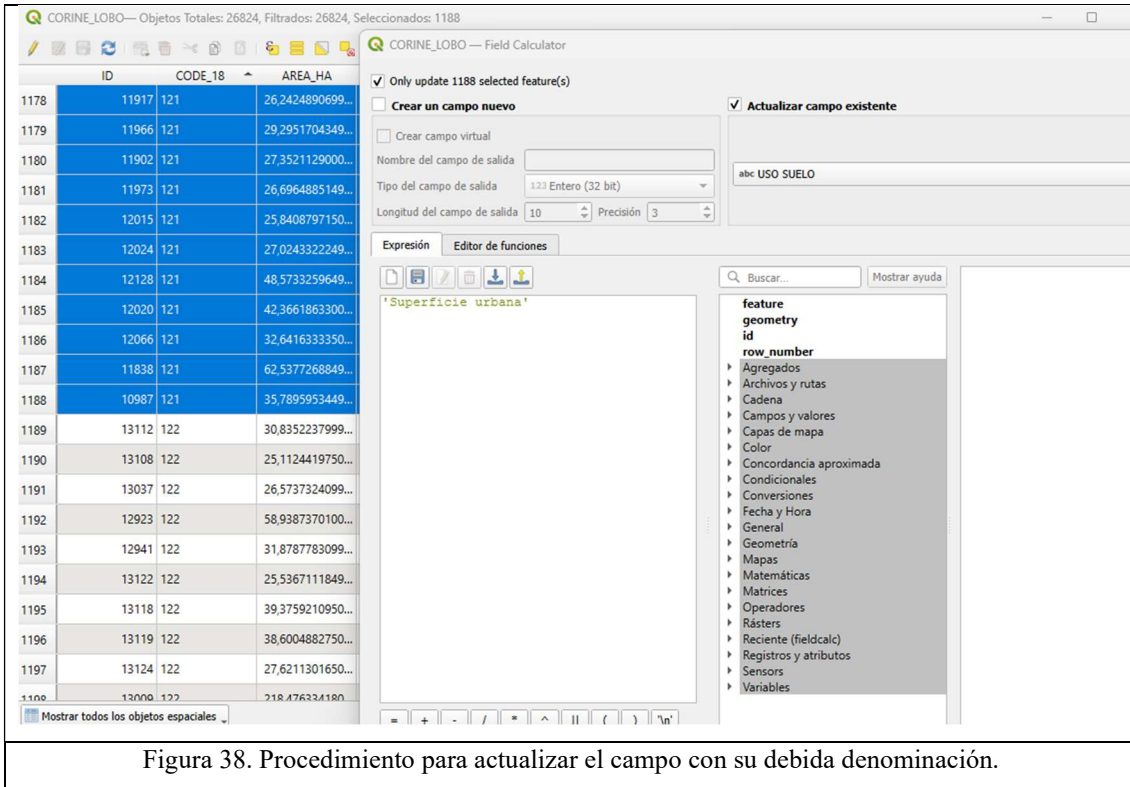 CORINE_LOBO— Objetos Totales: 26824, Filtrados: 26824, Seleccionados: 1188
ID CODE_18 AREA_HA
1178 11917 121 26,2424890699...
1179 11966 121 29,2951704349...
1180 11902 121 27,3521129000...
1181 11973 121 26,6964885149...
1182 12015 121 25,8408797150...
1183 12024 121 27,0243322249...
1184 12128 121 48,5733259649...
1185 12020 121 42,3661863300...
1186 12066 121 32,6416333350...
1187 11838 121 62,5377268849...
1188 10987 121 35,7895953449...
1189 13112 122 30,8352237999...
1190 13108 122 25,1124419750...
1191 13037 122 26,5737324099...
1192 12923 122 58,9387370100...
1193 12941 122 31,8787783099...
1194 13122 122 25,5367111849...
1195 13118 122 39,3759210950...
1196 13119 122 38,6004882750...
1197 13124 122 27,6211301650...
1198 13009 122 218,476334180
Mostrar todos los objetos espaciales
CORINE_LOBO — Field Calculator
Only update 1188 selected feature(s)
Crear un campo nuevo
Actualizar campo existente
Crear campo virtual
Nombre del campo de salida
Tipo del campo de salida 123 Entero (32 bit)
Longitud del campo de salida 10 Precisión 3
abc USO SUELO
Expresión Editor de funciones
'Superficie urbana'
= + - / * ^ || ( ) '\n'
Buscar... Mostrar ayuda
feature
geometry
id
row_number
Agregados
Archivos y rutas
Cadena
Campos y valores
Capas de mapa
Color
Concordancia aproximada
Condicionales
Conversiones
Fecha y Hora
General
Geometría
Mapas
Matemáticas
Matrices
Operadores
Rásters
Reciente (fieldcalc)
Registros y atributos
Sensors
Variables
Figura 38. Procedimiento para actualizar el campo con su debida denominación.